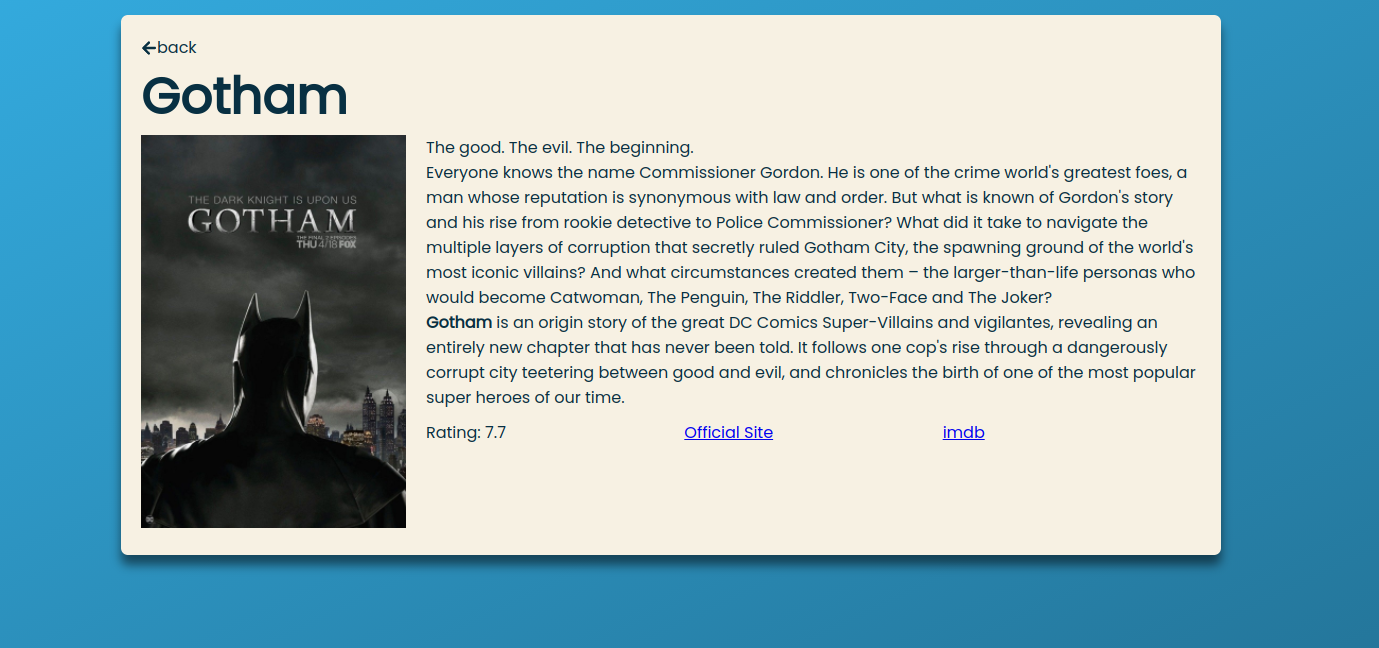 back
Gotham
THE DARK KNIGHT IS UPON US
GOTHAM
THE FINAL 2 EPISODES
THU 4/18 FOX
The good. The evil. The beginning.
Everyone knows the name Commissioner Gordon. He is one of the crime world's greatest foes, a
man whose reputation is synonymous with law and order. But what is known of Gordon's story
and his rise from rookie detective to Police Commissioner? What did it take to navigate the
multiple layers of corruption that secretly ruled Gotham City, the spawning ground of the world's
most iconic villains? And what circumstances created them – the larger-than-life personas who
would become Catwoman, The Penguin, The Riddler, Two-Face and The Joker?
Gotham is an origin story of the great DC Comics Super-Villains and vigilantes, revealing an
entirely new chapter that has never been told. It follows one cop's rise through a dangerously
corrupt city teetering between good and evil, and chronicles the birth of one of the most popular
super heroes of our time.
Rating: 7.7 Official Site imdb